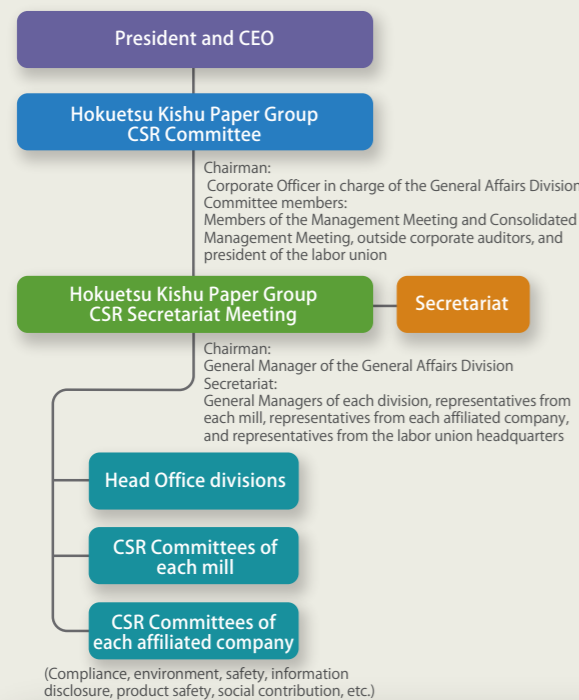 President and CEO
Hokuetsu Kishu Paper Group
CSR Committee
Chairman:
Corporate Officer in charge of the General Affairs Division
Committee members:
Members of the Management Meeting and Consolidated
Management Meeting, outside corporate auditors, and
president of the labor union
Hokuetsu Kishu Paper Group
CSR Secretariat Meeting
Secretariat
Chairman:
General Manager of the General Affairs Division
Secretariat:
General Managers of each division, representatives from
each mill, representatives from each affiliated company,
and representatives from the labor union headquarters
Head Office divisions
CSR Committees of
each mill
CSR Committees of
each affiliated company
(Compliance, environment, safety, information
disclosure, product safety, social contribution, etc.)